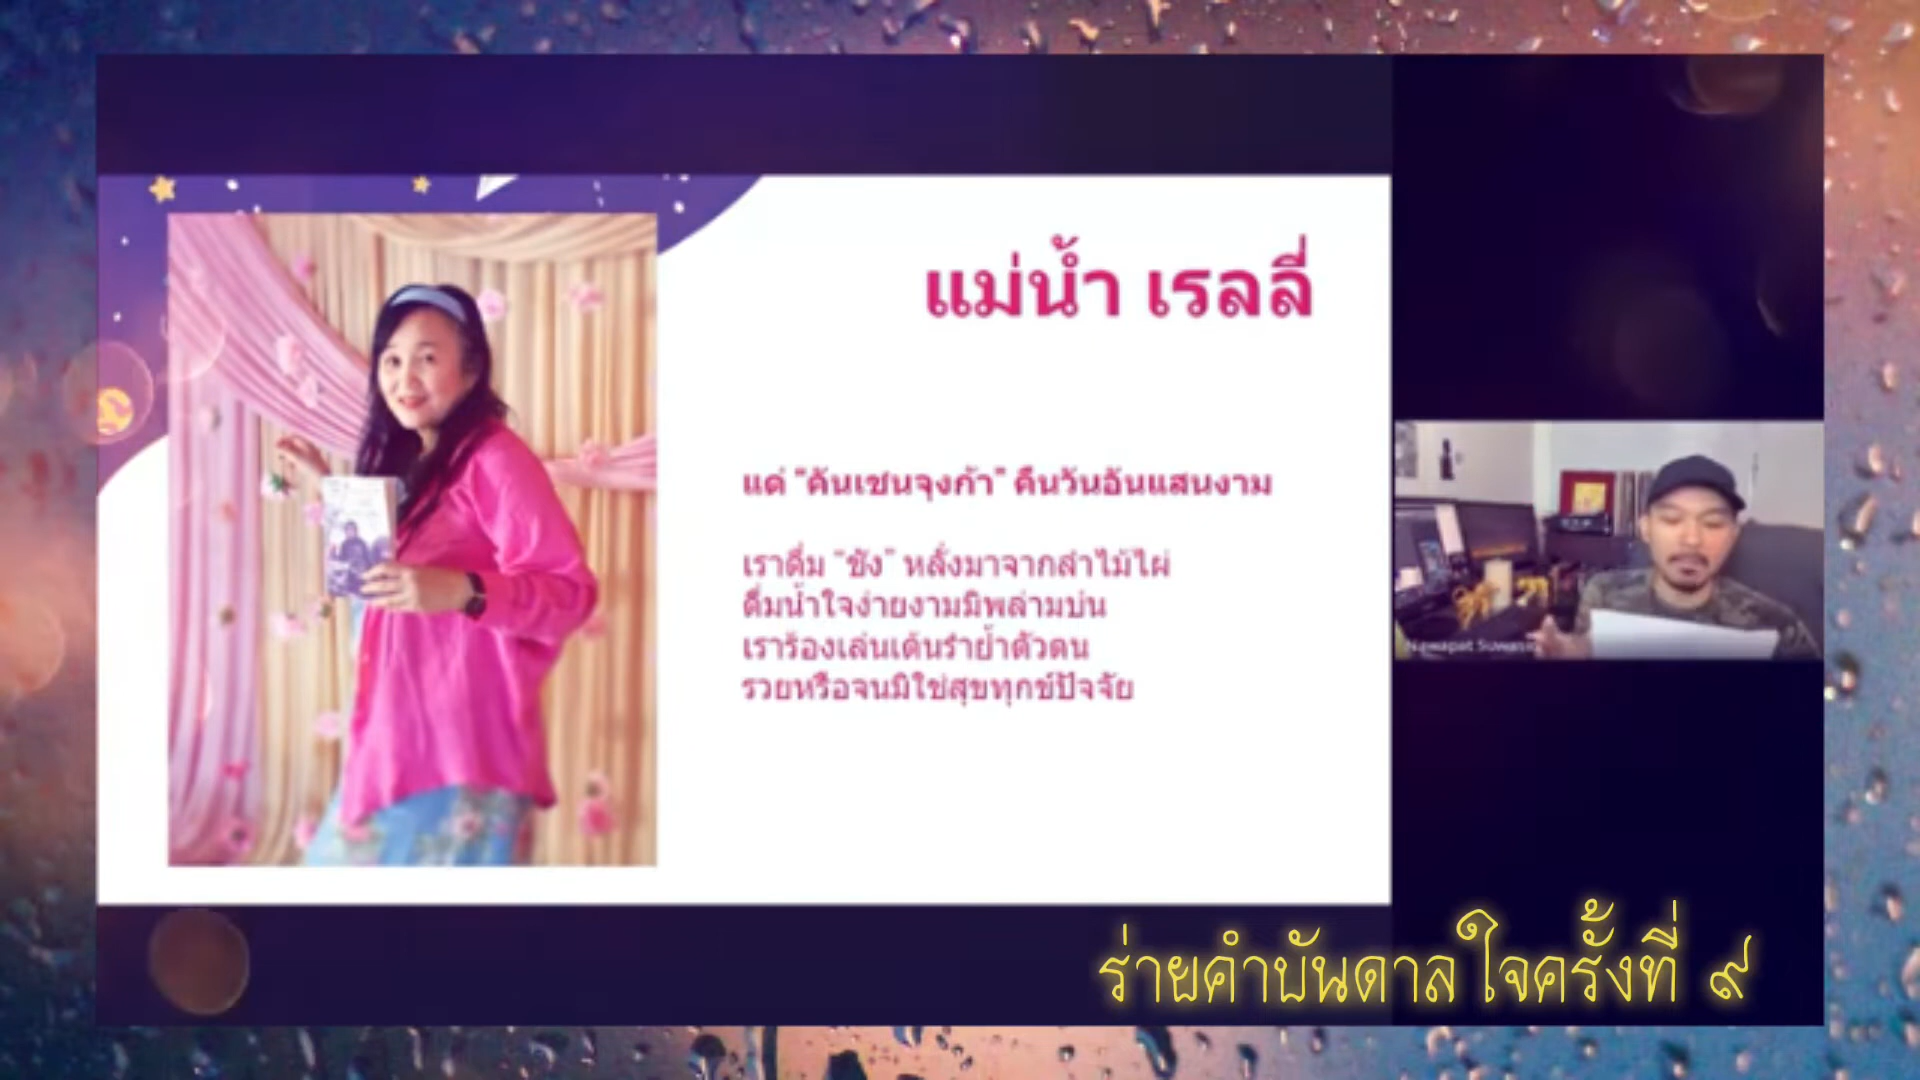 แม่น้ำ เรลลี่
แด่ "คันเชนจุงก้า" คืนวันอันแสนงาม
เราดื่ม "ชัง" หลั่งมาจากลำไม้ไผ่
ดื่มน้ำใจง่ายงามมิพล่ามบ่น
เราร้องเล่นเต้นรำย่ำตัวตน
รวยหรือจนมิใช่สุขทุกข์ปัจจัย
Nawapat Suwasin
ร่ายคำบันดาลใจครั้งที่ ๙